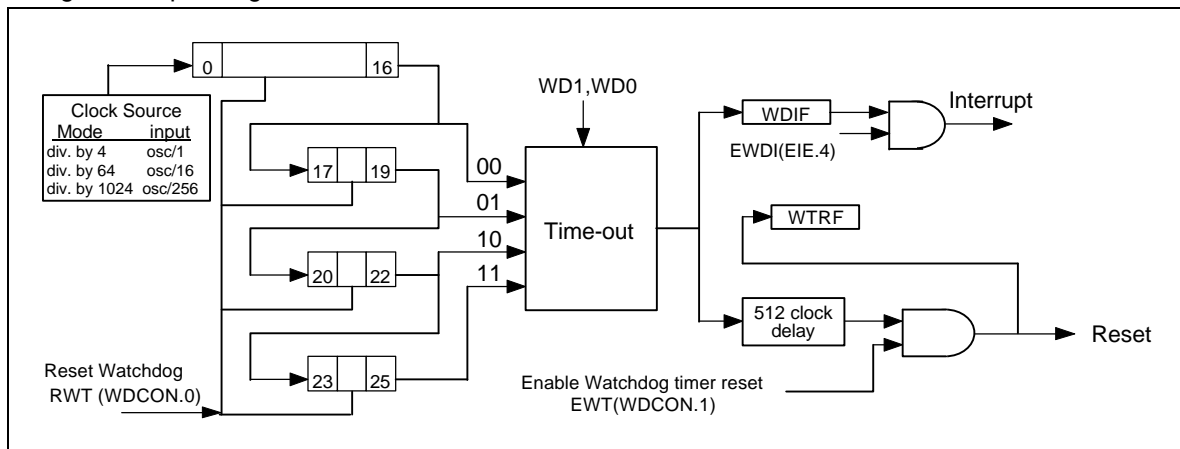 0
16
Clock Source
Mode input
div. by 4 osc/1
div. by 64 osc/16
div. by 1024 osc/256
17
19
20
22
23
25
Reset Watchdog
RWT (WDCON.0)
WD1,WD0
00
01
10
11
Time-out
WDIF
EWDI(EIE.4)
Interrupt
WTRF
512 clock
delay
Reset
Enable Watchdog timer reset
EWT(WDCON.1)